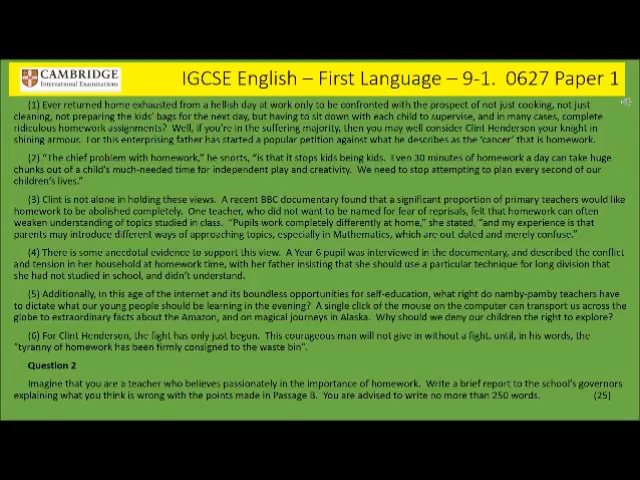 CAMBRIDGE
International Examinations
IGCSE English – First Language – 9-1. 0627 Paper 1
(1) Ever returned home exhausted from a hellish day at work only to be confronted with the prospect of not just cooking, not just
cleaning, not preparing the kids' bags for the next day, but having to sit down with each child to supervise, and in many cases, complete
ridiculous homework assignments? Well, if you're in the suffering majority, then you may well consider Clint Henderson your knight in
shining armour. For this enterprising father has started a popular petition against what he describes as the 'cancer' that is homework.
(2) "The chief problem with homework," he snorts, "is that it stops kids being kids. Even 30 minutes of homework a day can take huge
chunks out of a child's much-needed time for independent play and creativity. We need to stop attempting to plan every second of our
children's lives."
(3) Clint is not alone in holding these views. A recent BBC documentary found that a significant proportion of primary teachers would like
homework to be abolished completely. One teacher, who did not want to be named for fear of reprisals, felt that homework can often
weaken understanding of topics studied in class. "Pupils work completely differently at home," she stated, "and my experience is that
parents may introduce different ways of approaching topics, especially in Mathematics, which are out dated and merely confuse."
(4) There is some anecdotal evidence to support this view. A Year 6 pupil was interviewed in the documentary, and described the conflict
and tension in her household at homework time, with her father insisting that she should use a particular technique for long division that
she had not studied in school, and didn't understand.
(5) Additionally, in this age of the internet and its boundless opportunities for self-education, what right do namby-pamby teachers have
to dictate what our young people should be learning in the evening? A single click of the mouse on the computer can transport us across the
globe to extraordinary facts about the Amazon, and on magical journeys in Alaska. Why should we deny our children the right to explore?
(6) For Clint Henderson, the fight has only just begun. This courageous man will not give in without a fight, until, in his words, the
"tyranny of homework has been firmly consigned to the waste bin".
Question 2
Imagine that you are a teacher who believes passionately in the importance of homework. Write a brief report to the school's governors
explaining what you think is wrong with the points made in Passage B. You are advised to write no more than 250 words. (25)